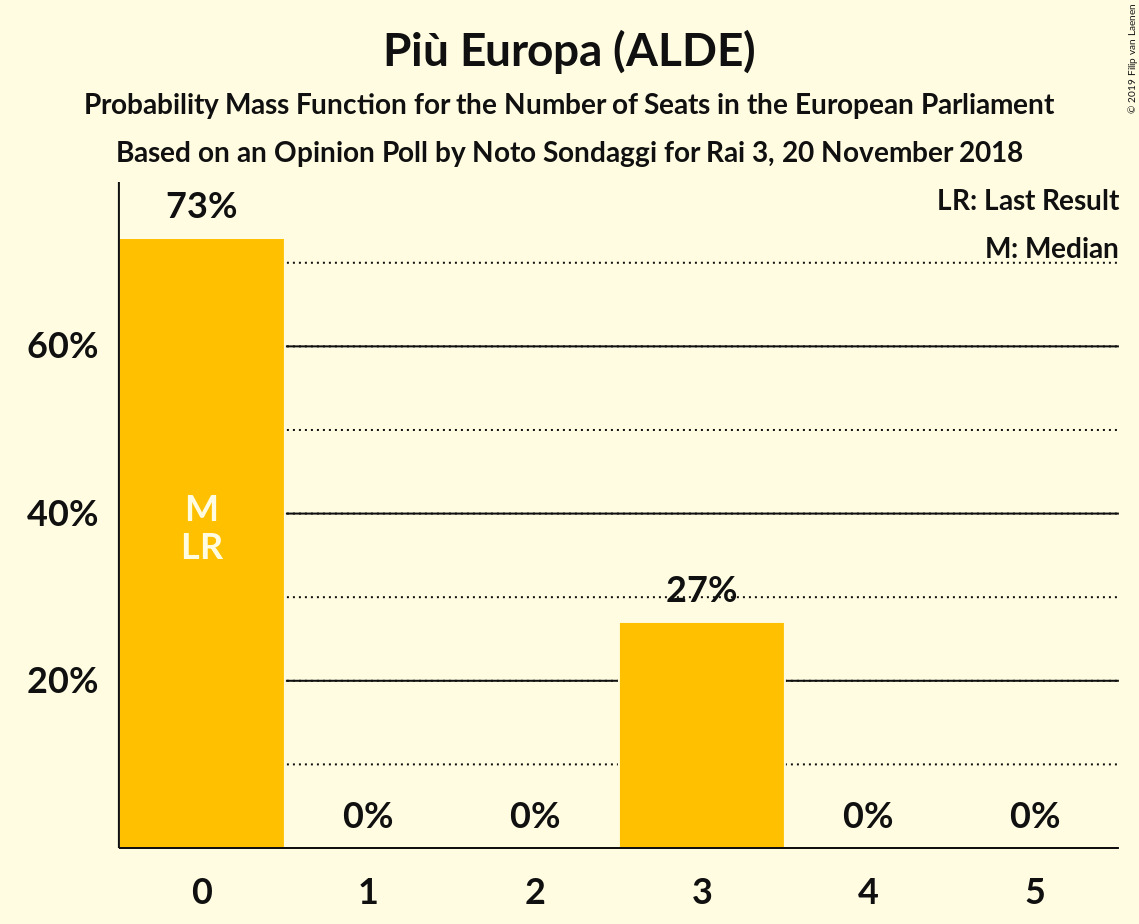 Più Europa (ALDE)
Probability Mass Function for the Number of Seats in the European Parliament
Based on an Opinion Poll by Noto Sondaggi for Rai 3, 20 November 2018
© 2019 Filip van Laenen
LR: Last Result
M: Median
73%
60%
40%
20%
M
LR
27%
0%
0%
0%
0%
0
1
2
3
4
5